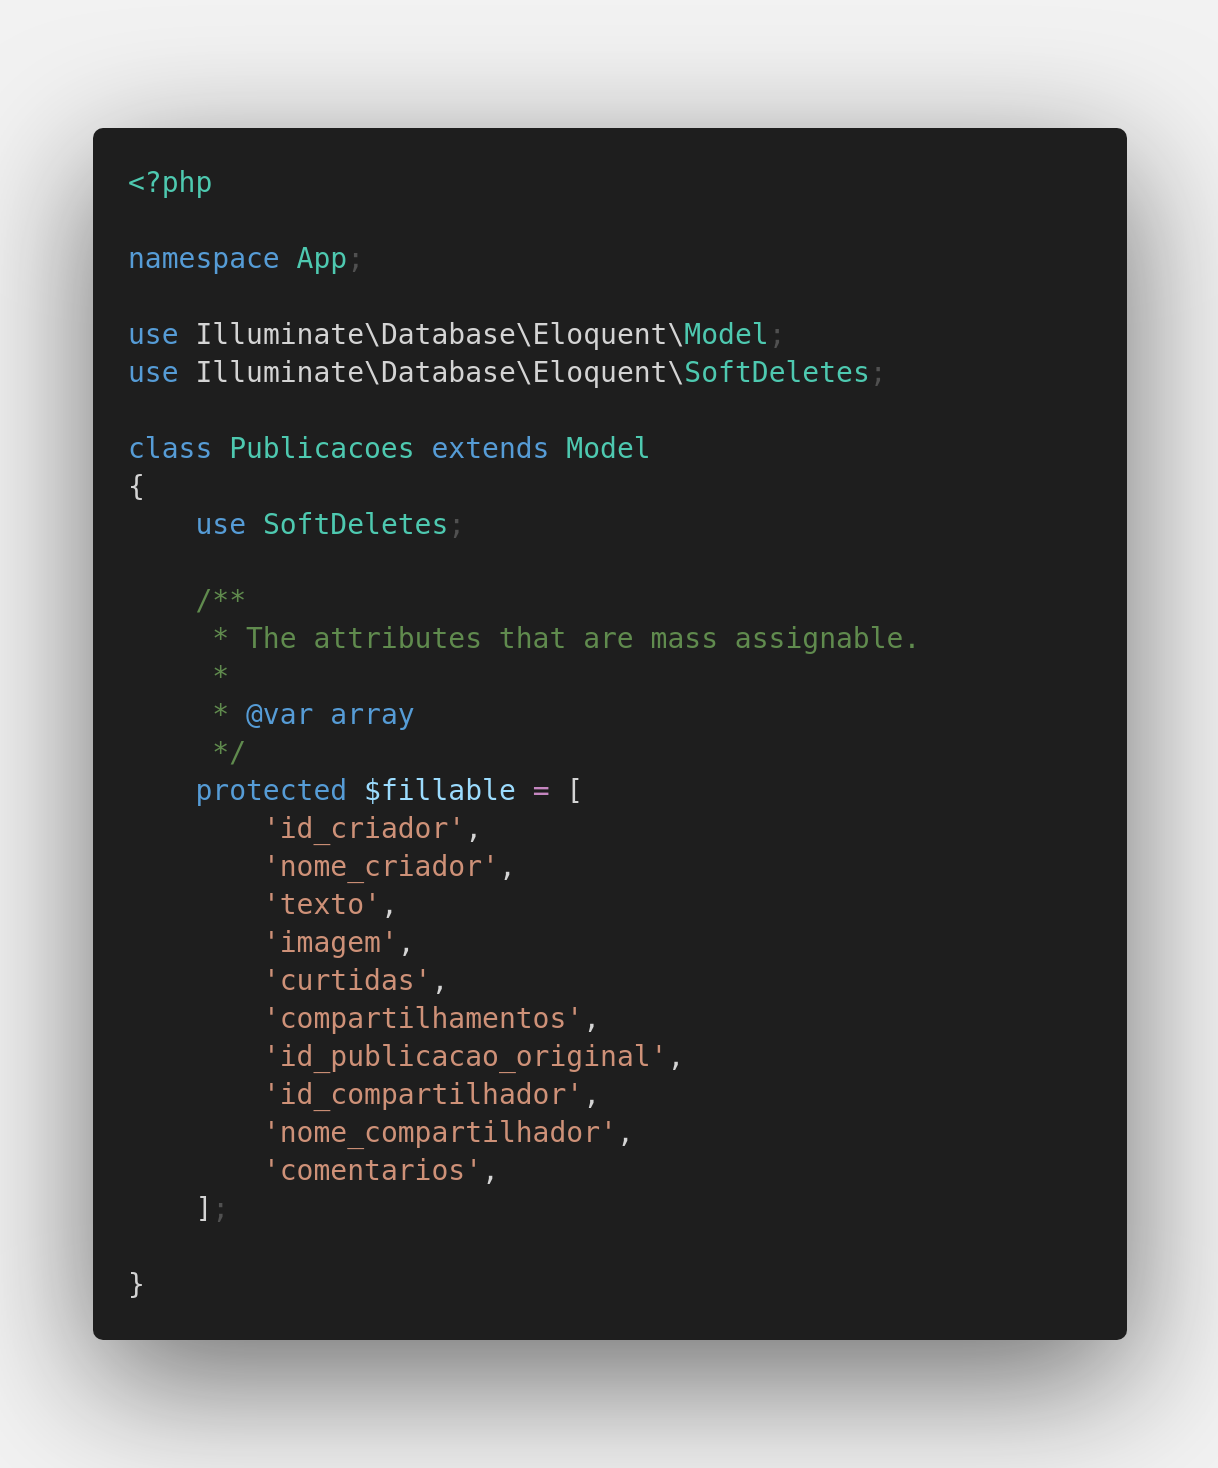 <?php
namespace App;
use Illuminate\Database\Eloquent\Model;
use Illuminate\Database\Eloquent\SoftDeletes;
class Publicacoes extends Model
{
    use SoftDeletes;
    /**
     * The attributes that are mass assignable.
     *
     * @var array
     */
    protected $fillable = [
        'id_criador',
        'nome_criador',
        'texto',
        'imagem',
        'curtidas',
        'compartilhamentos',
        'id_publicacao_original',
        'id_compartilhador',
        'nome_compartilhador',
        'comentarios',
    ];
}